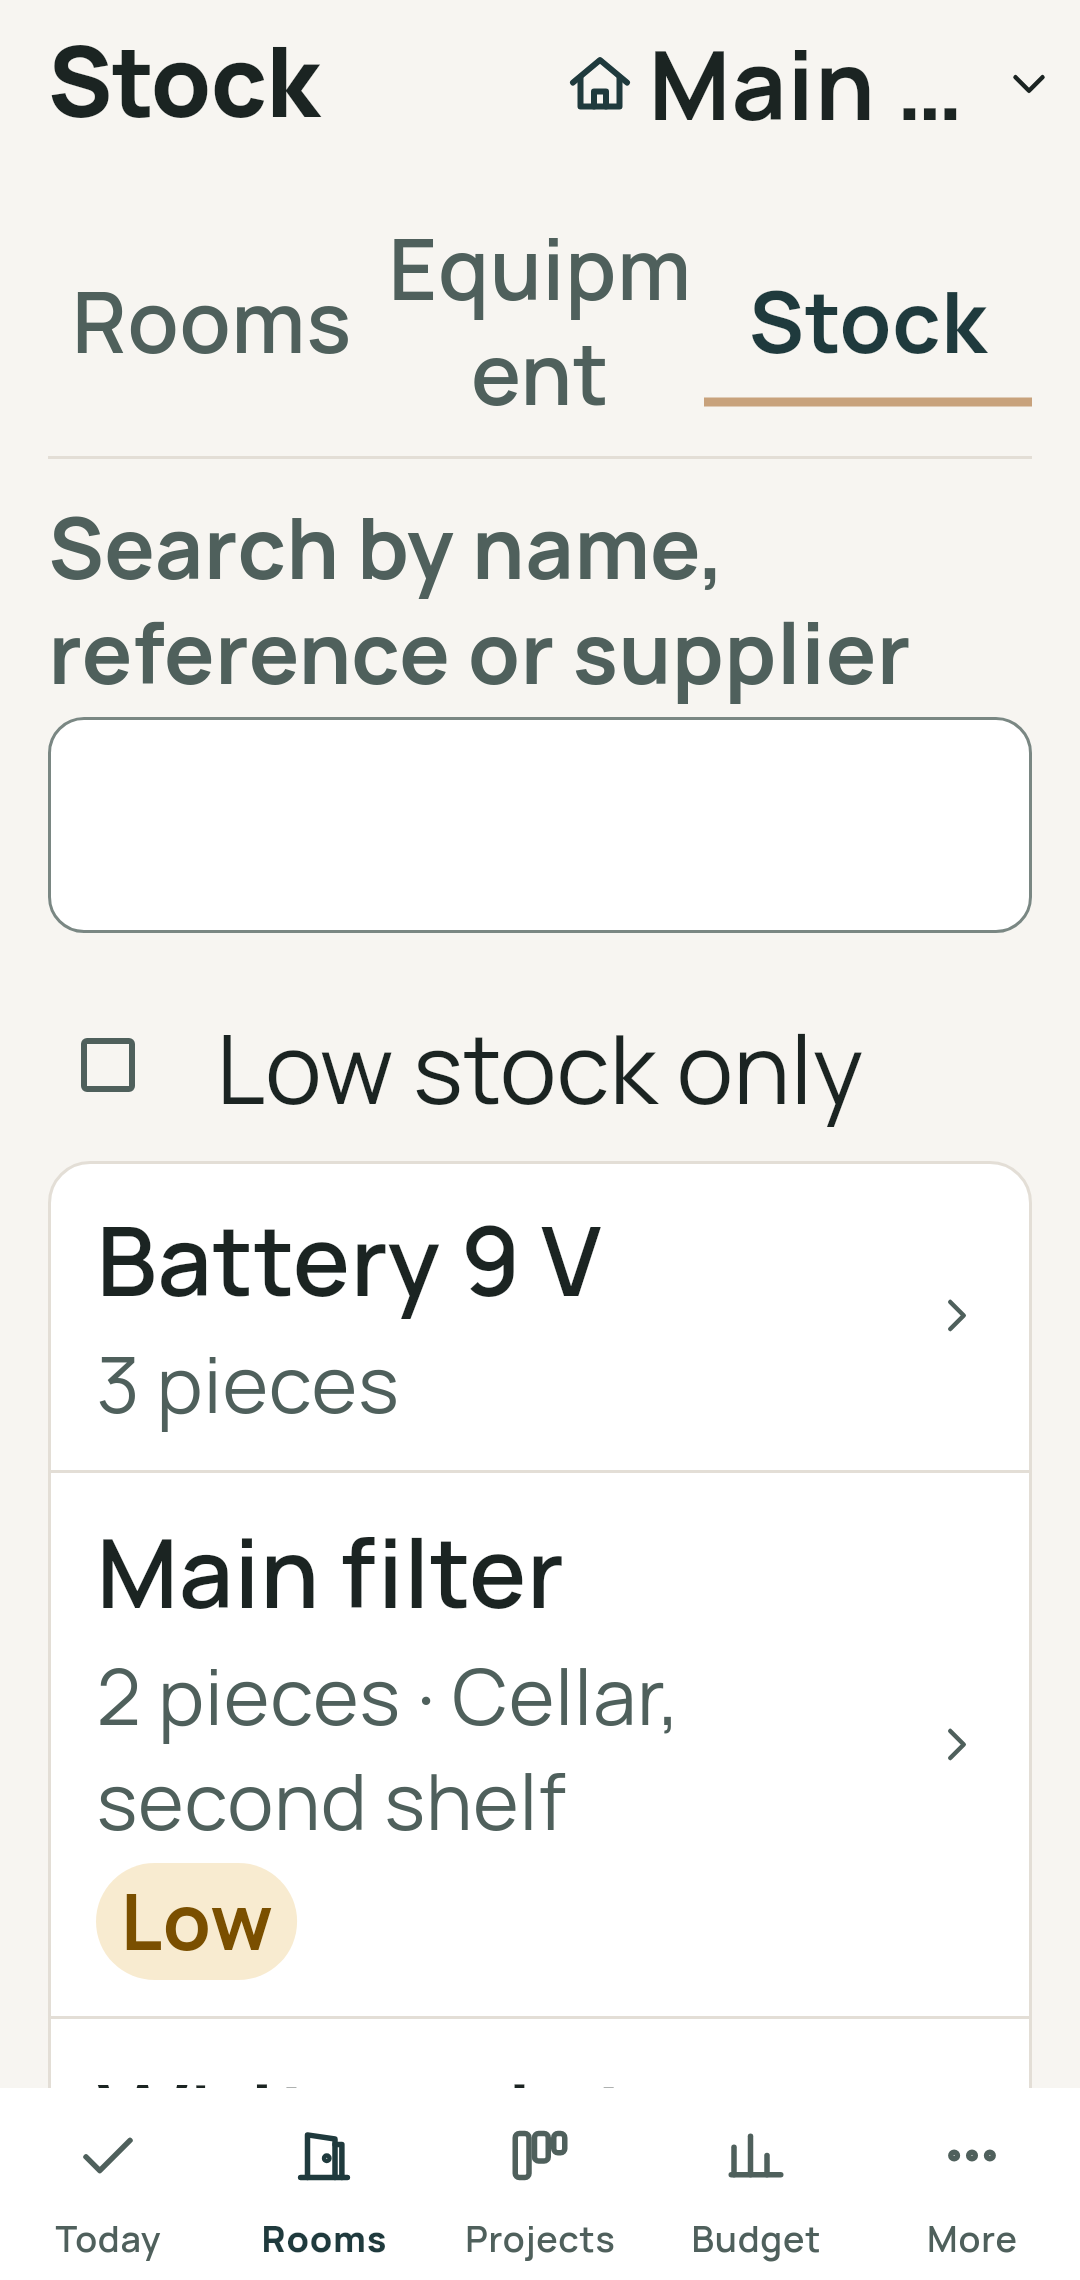 Stock
Main ...
Rooms
Equipm
ent
Stock
Search by name,
reference or supplier
Low stock only
Battery 9 V
3 pieces
Main filter
2 pieces · Cellar,
second shelf
Low
Today
Rooms
Projects
Budget
More